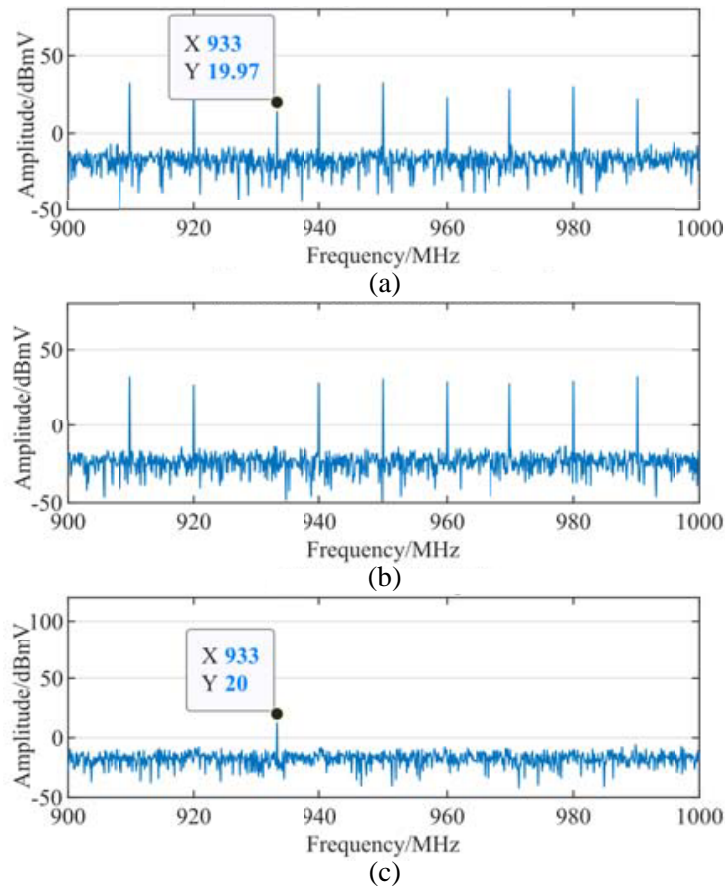 X 933
Y 19.97
Amplitude/dBmV
50
0
-50
900 920 940 960 980 1000
Frequency/MHz
(a)
Amplitude/dBmV
50
0
-50
900 920 940 960 980 1000
Frequency/MHz
(b)
Amplitude/dBmV
100
50
0
-50
X 933
Y 20
900 920 940 960 980 1000
Frequency/MHz
(c)